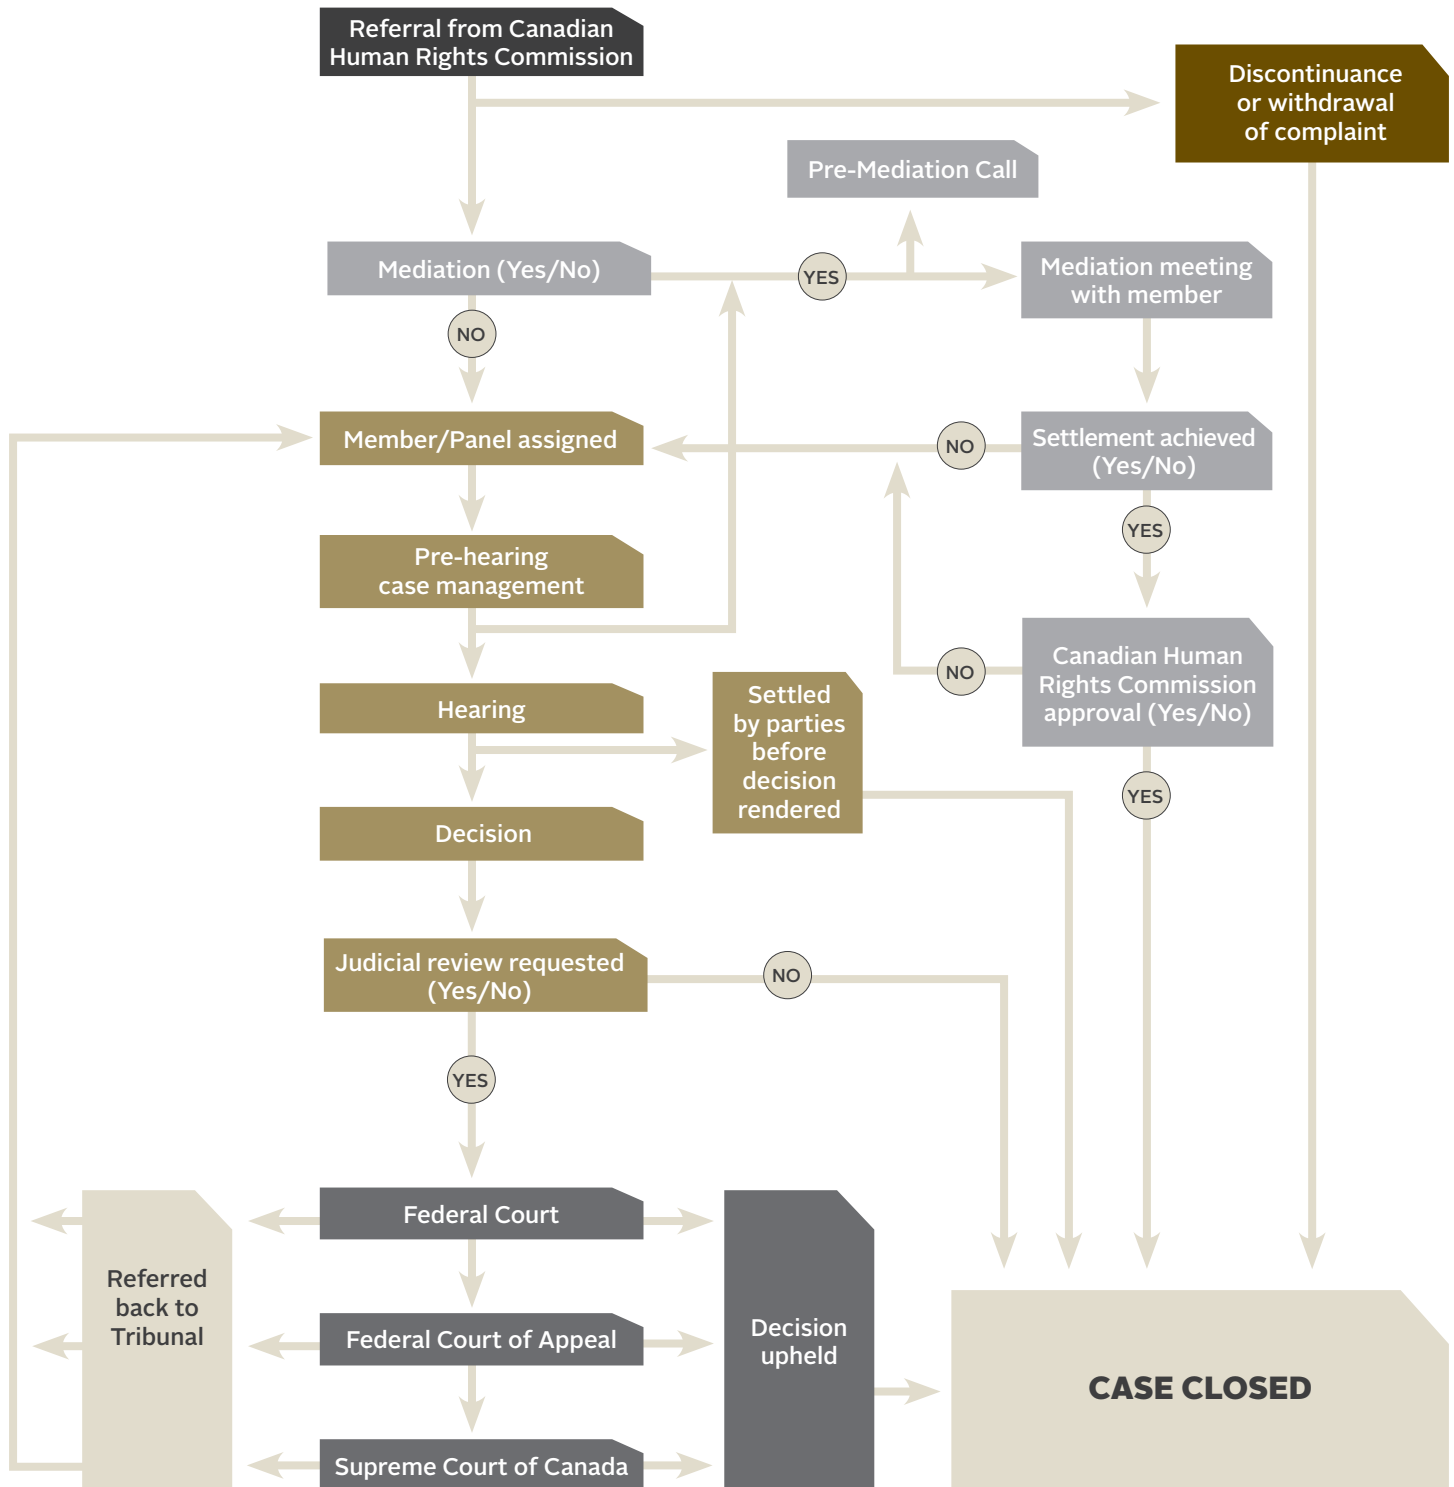 Referral from Canadian
Human Rights Commission
Discontinuance
or withdrawal
of complaint
Pre-Mediation Call
Mediation (Yes/No)
YES
Mediation meeting
with member
NO
Member/Panel assigned
NO
Settlement achieved
(Yes/No)
YES
Pre-hearing
case management
Canadian Human
Rights Commission
approval (Yes/No)
NO
Hearing
Settled
by parties
before
decision
rendered
YES
Decision
Judicial review requested
(Yes/No)
NO
YES
Federal Court
Referred
back to
Tribunal
Federal Court of Appeal
Decision
upheld
CASE CLOSED
Supreme Court of Canada